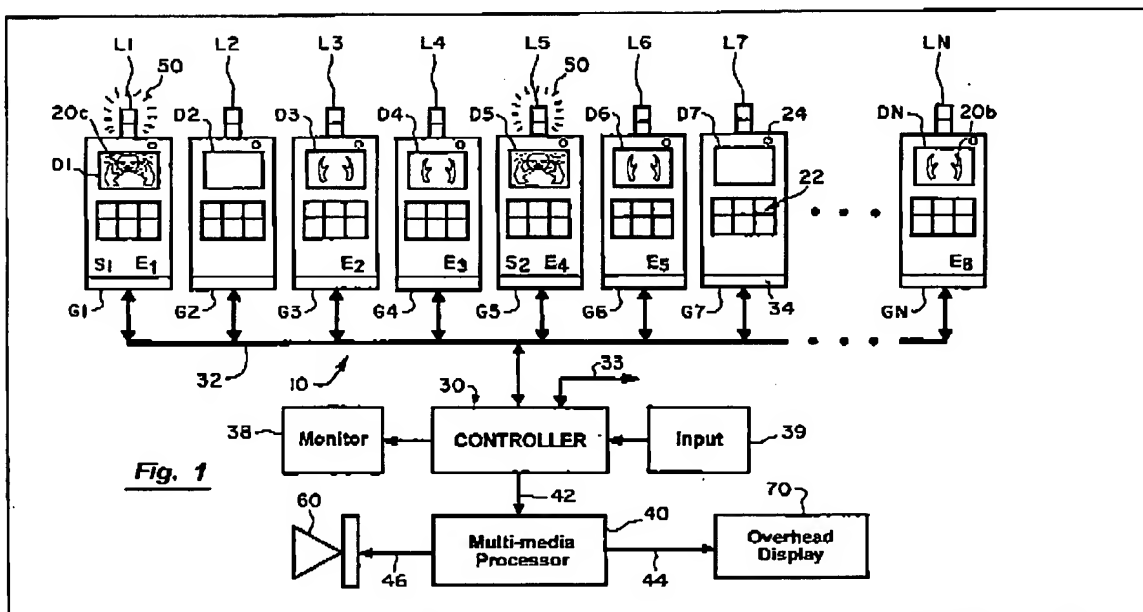 L1 L2 L3 L4 L5 L6 L7 LN
50 50
20c D2 D3 D4 D5 D6 D7 24 DN 20b
D1
22
S1 E1 E2 E3 S2 E4 E5 E8
34
G1 G2 G3 G4 G5 G6 G7 GN
32 10 30 33
38 Monitor CONTROLLER Input 39
Fig. 1
42
60 40 70
Multi-media Processor
Overhead Display
46 44